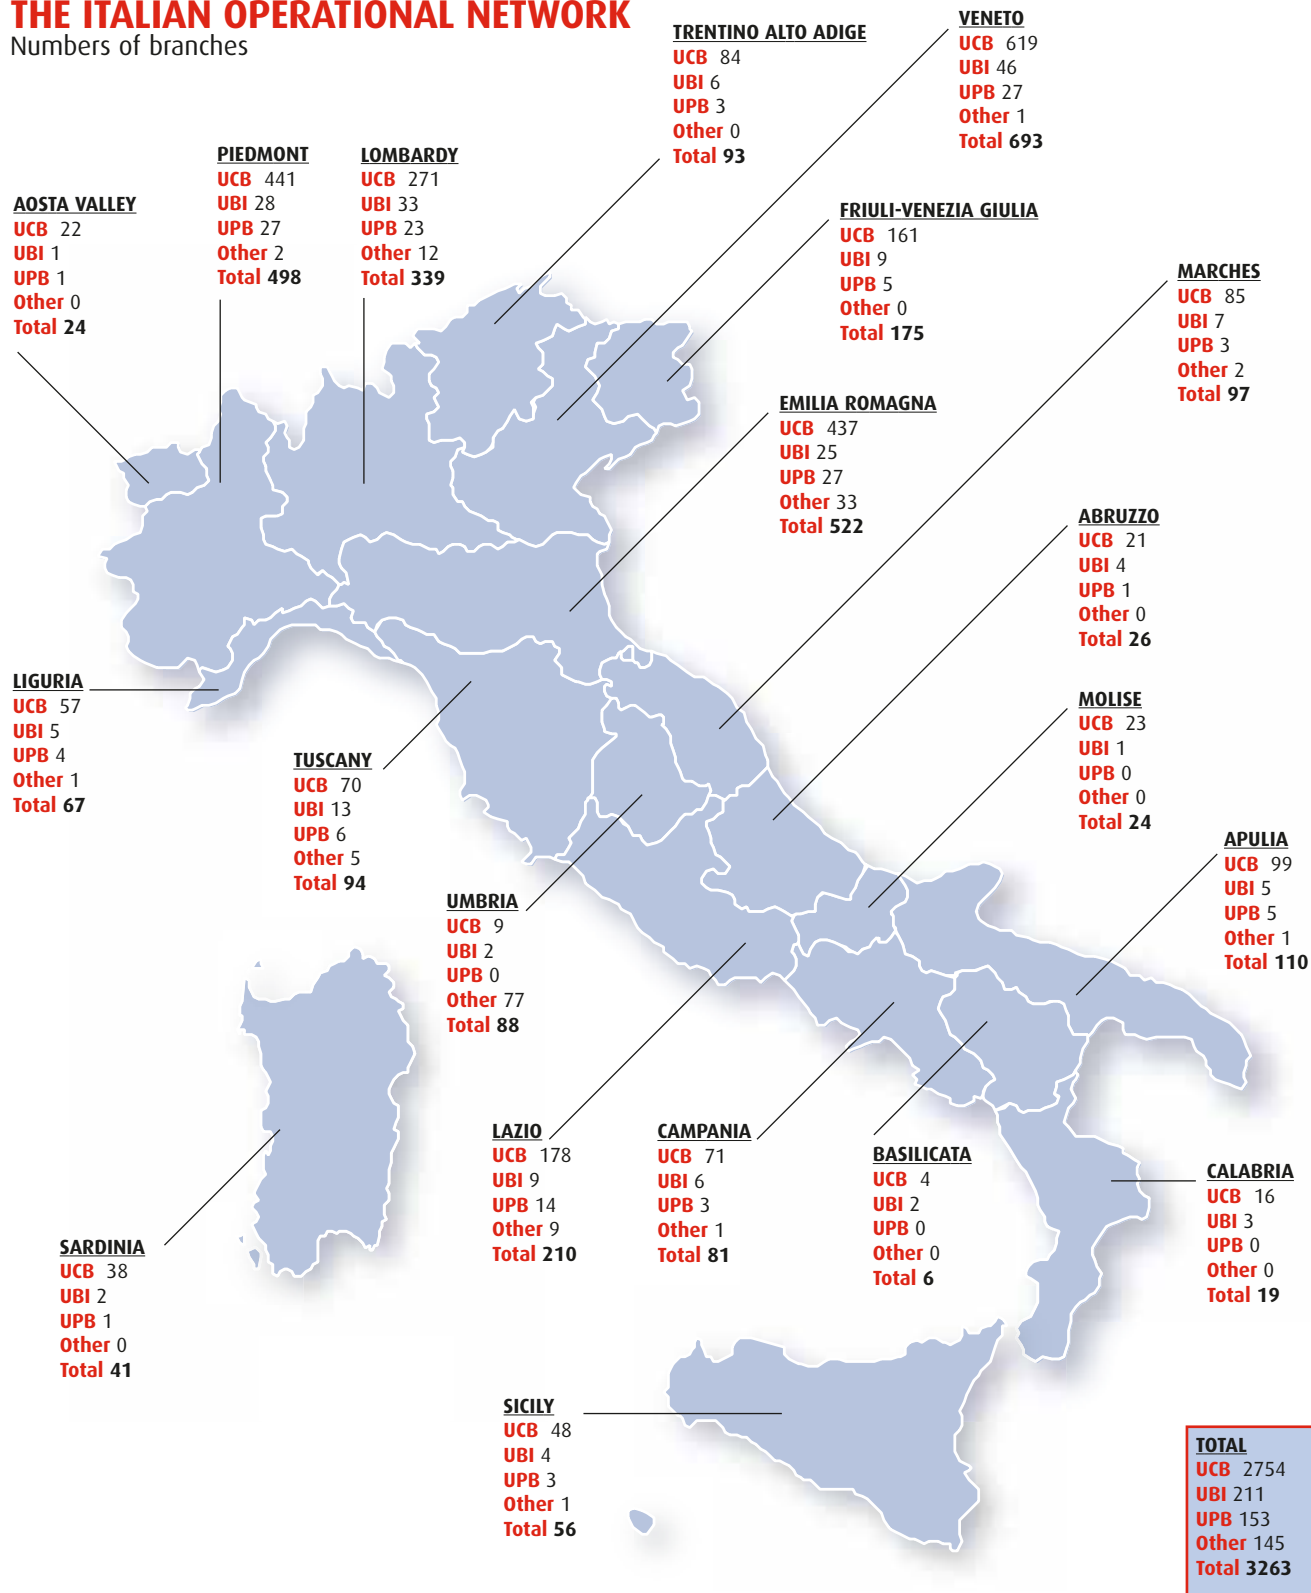 THE ITALIAN OPERATIONAL NETWORK
Numbers of branches
TRENTINO ALTO ADIGE
UCB 84
UBI 6
UPB 3
Other 0
Total 93
VENETO
UCB 619
UBI 46
UPB 27
Other 1
Total 693
PIEDMONT
UCB 441
UBI 28
UPB 27
Other 2
Total 498
LOMBARDY
UCB 271
UBI 33
UPB 23
Other 12
Total 339
AOSTA VALLEY
UCB 22
UBI 1
UPB 1
Other 0
Total 24
FRIULI-VENEZIA GIULIA
UCB 161
UBI 9
UPB 5
Other 0
Total 175
MARCHES
UCB 85
UBI 7
UPB 3
Other 2
Total 97
EMILIA ROMAGNA
UCB 437
UBI 25
UPB 27
Other 33
Total 522
ABRUZZO
UCB 21
UBI 4
UPB 1
Other 0
Total 26
LIGURIA
UCB 57
UBI 5
UPB 4
Other 1
Total 67
MOLISE
UCB 23
UBI 1
UPB 0
Other 0
Total 24
TUSCANY
UCB 70
UBI 13
UPB 6
Other 5
Total 94
APULIA
UCB 99
UBI 5
UPB 5
Other 1
Total 110
UMBRIA
UCB 9
UBI 2
UPB 0
Other 77
Total 88
LAZIO
UCB 178
UBI 9
UPB 14
Other 9
Total 210
CAMPANIA
UCB 71
UBI 6
UPB 3
Other 1
Total 81
BASILICATA
UCB 4
UBI 2
UPB 0
Other 0
Total 6
CALABRIA
UCB 16
UBI 3
UPB 0
Other 0
Total 19
SARDINIA
UCB 38
UBI 2
UPB 1
Other 0
Total 41
SICILY
UCB 48
UBI 4
UPB 3
Other 1
Total 56
TOTAL
UCB 2754
UBI 211
UPB 153
Other 145
Total 3263